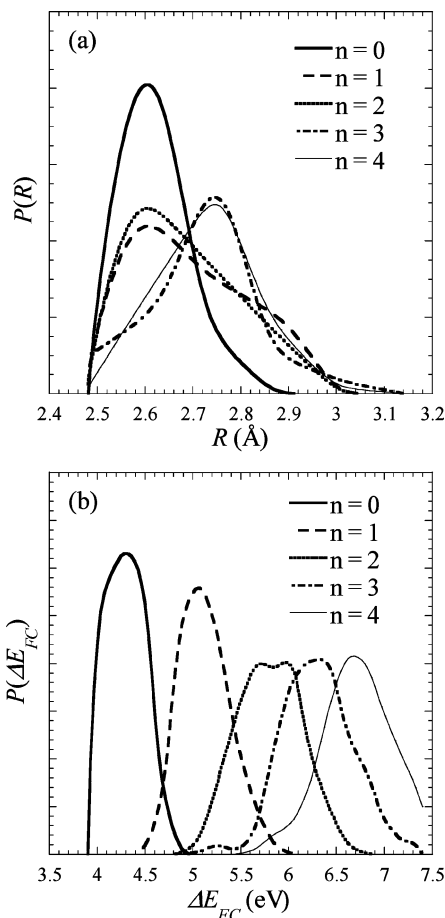 (a)
n = 0
n = 1
n = 2
n = 3
n = 4
P(R)
2.4 2.5 2.6 2.7 2.8 2.9 3 3.1 3.2
R (Å)
(b)
n = 0
n = 1
n = 2
n = 3
n = 4
P(ΔE_FC)
3.5 4 4.5 5 5.5 6 6.5 7 7.5
ΔE_FC (eV)